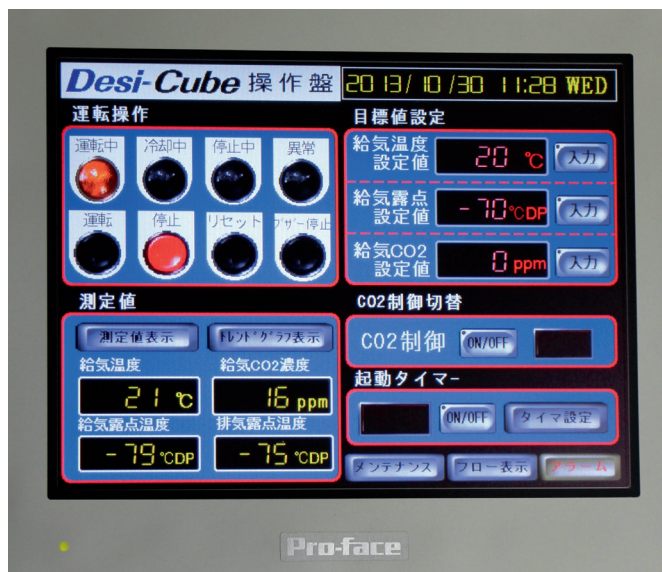 Desi-Cube 操作盤
2013/10/30 11:28 WED
運転操作
運転中 冷却中 停止中 異常
運転 停止 リセット ブザー停止
目標値設定
給気温度
設定値 20 ℃ 入力
給気露点
設定値 -70 ℃DP 入力
給気CO2
設定値 0 ppm 入力
測定値
測定値表示 トレンドグラフ表示
給気温度 給気CO2濃度
21 ℃ 16 ppm
給気露点温度 排気露点温度
-79 ℃DP -75 ℃DP
CO2制御切替
CO2制御 ON/OFF
起動タイマー
ON/OFF タイマ設定
メンテナンス フロー表示 アラーム
Pro-face